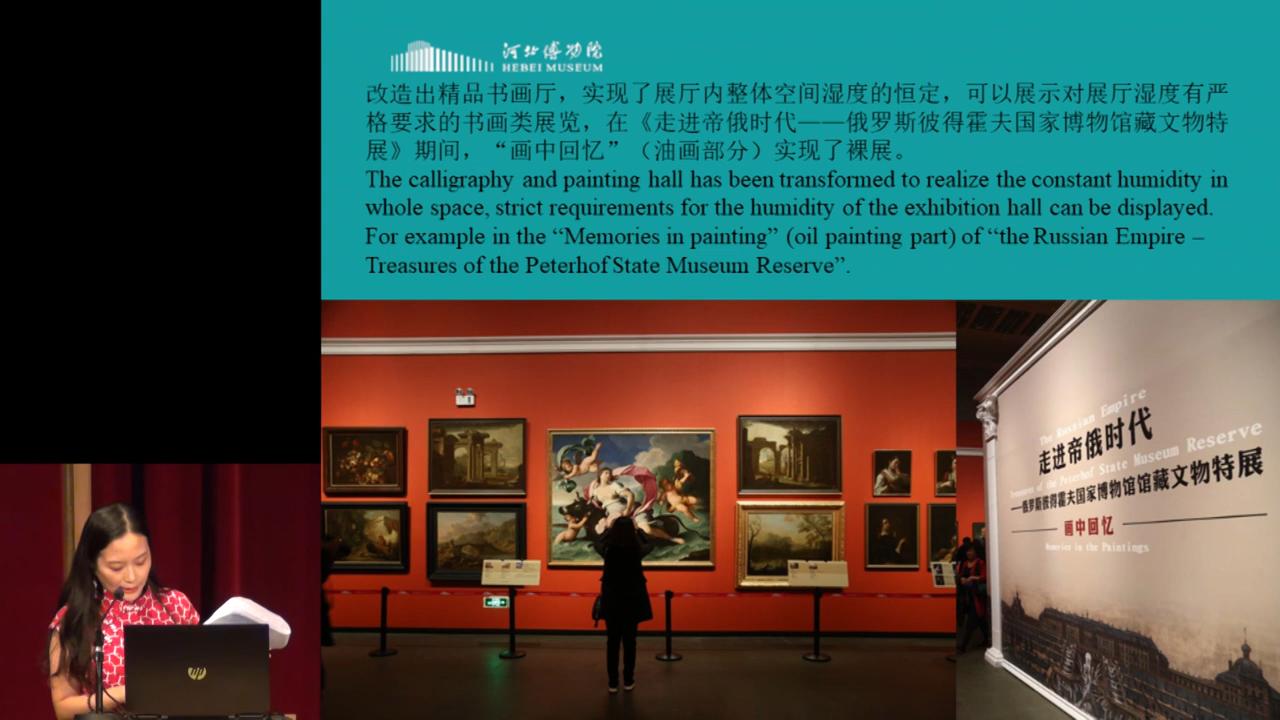 河北博物院
HEBEI MUSEUM
改造出精品书画厅，实现了展厅内整体空间湿度的恒定，可以展示对展厅湿度有严
格要求的书画类展览，在《走进帝俄时代——俄罗斯彼得霍夫国家博物馆藏文物特
展》期间，“画中回忆”（油画部分）实现了裸展。
The calligraphy and painting hall has been transformed to realize the constant humidity in
whole space, strict requirements for the humidity of the exhibition hall can be displayed.
For example in the “Memories in painting” (oil painting part) of “the Russian Empire –
Treasures of the Peterhof State Museum Reserve”.
The Russian Empire
走进帝俄时代
Treasures of the Peterhof State Museum Reserve
——俄罗斯彼得霍夫国家博物馆馆藏文物特展
画中回忆
Memories in the Paintings
hp